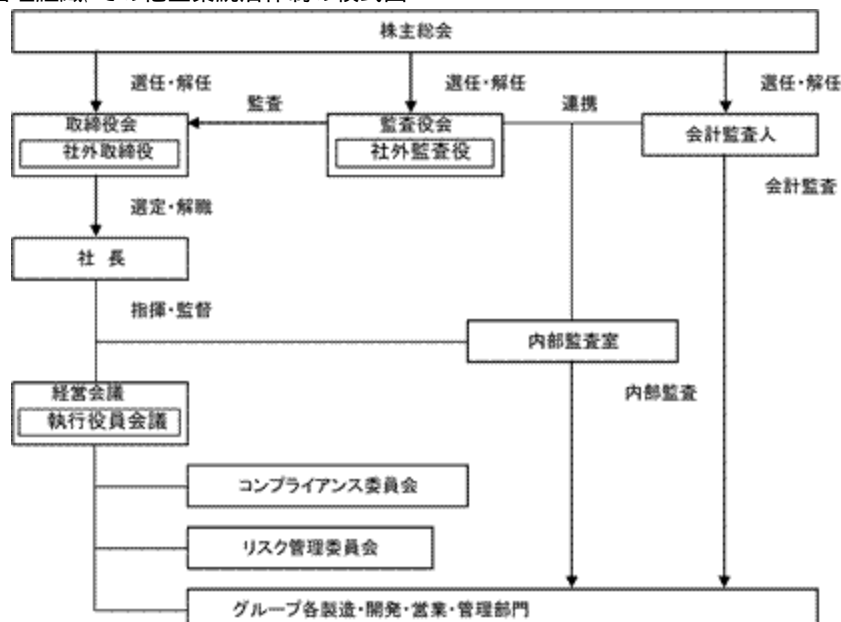 株主総会
選任・解任
選任・解任
選任・解任
監査
連携
取締役会
社外取締役
監査役会
社外監査役
会計監査人
会計監査
選定・解職
社 長
指揮・監督
内部監査室
経営会議
執行役員会議
内部監査
コンプライアンス委員会
リスク管理委員会
グループ各製造・開発・営業・管理部門